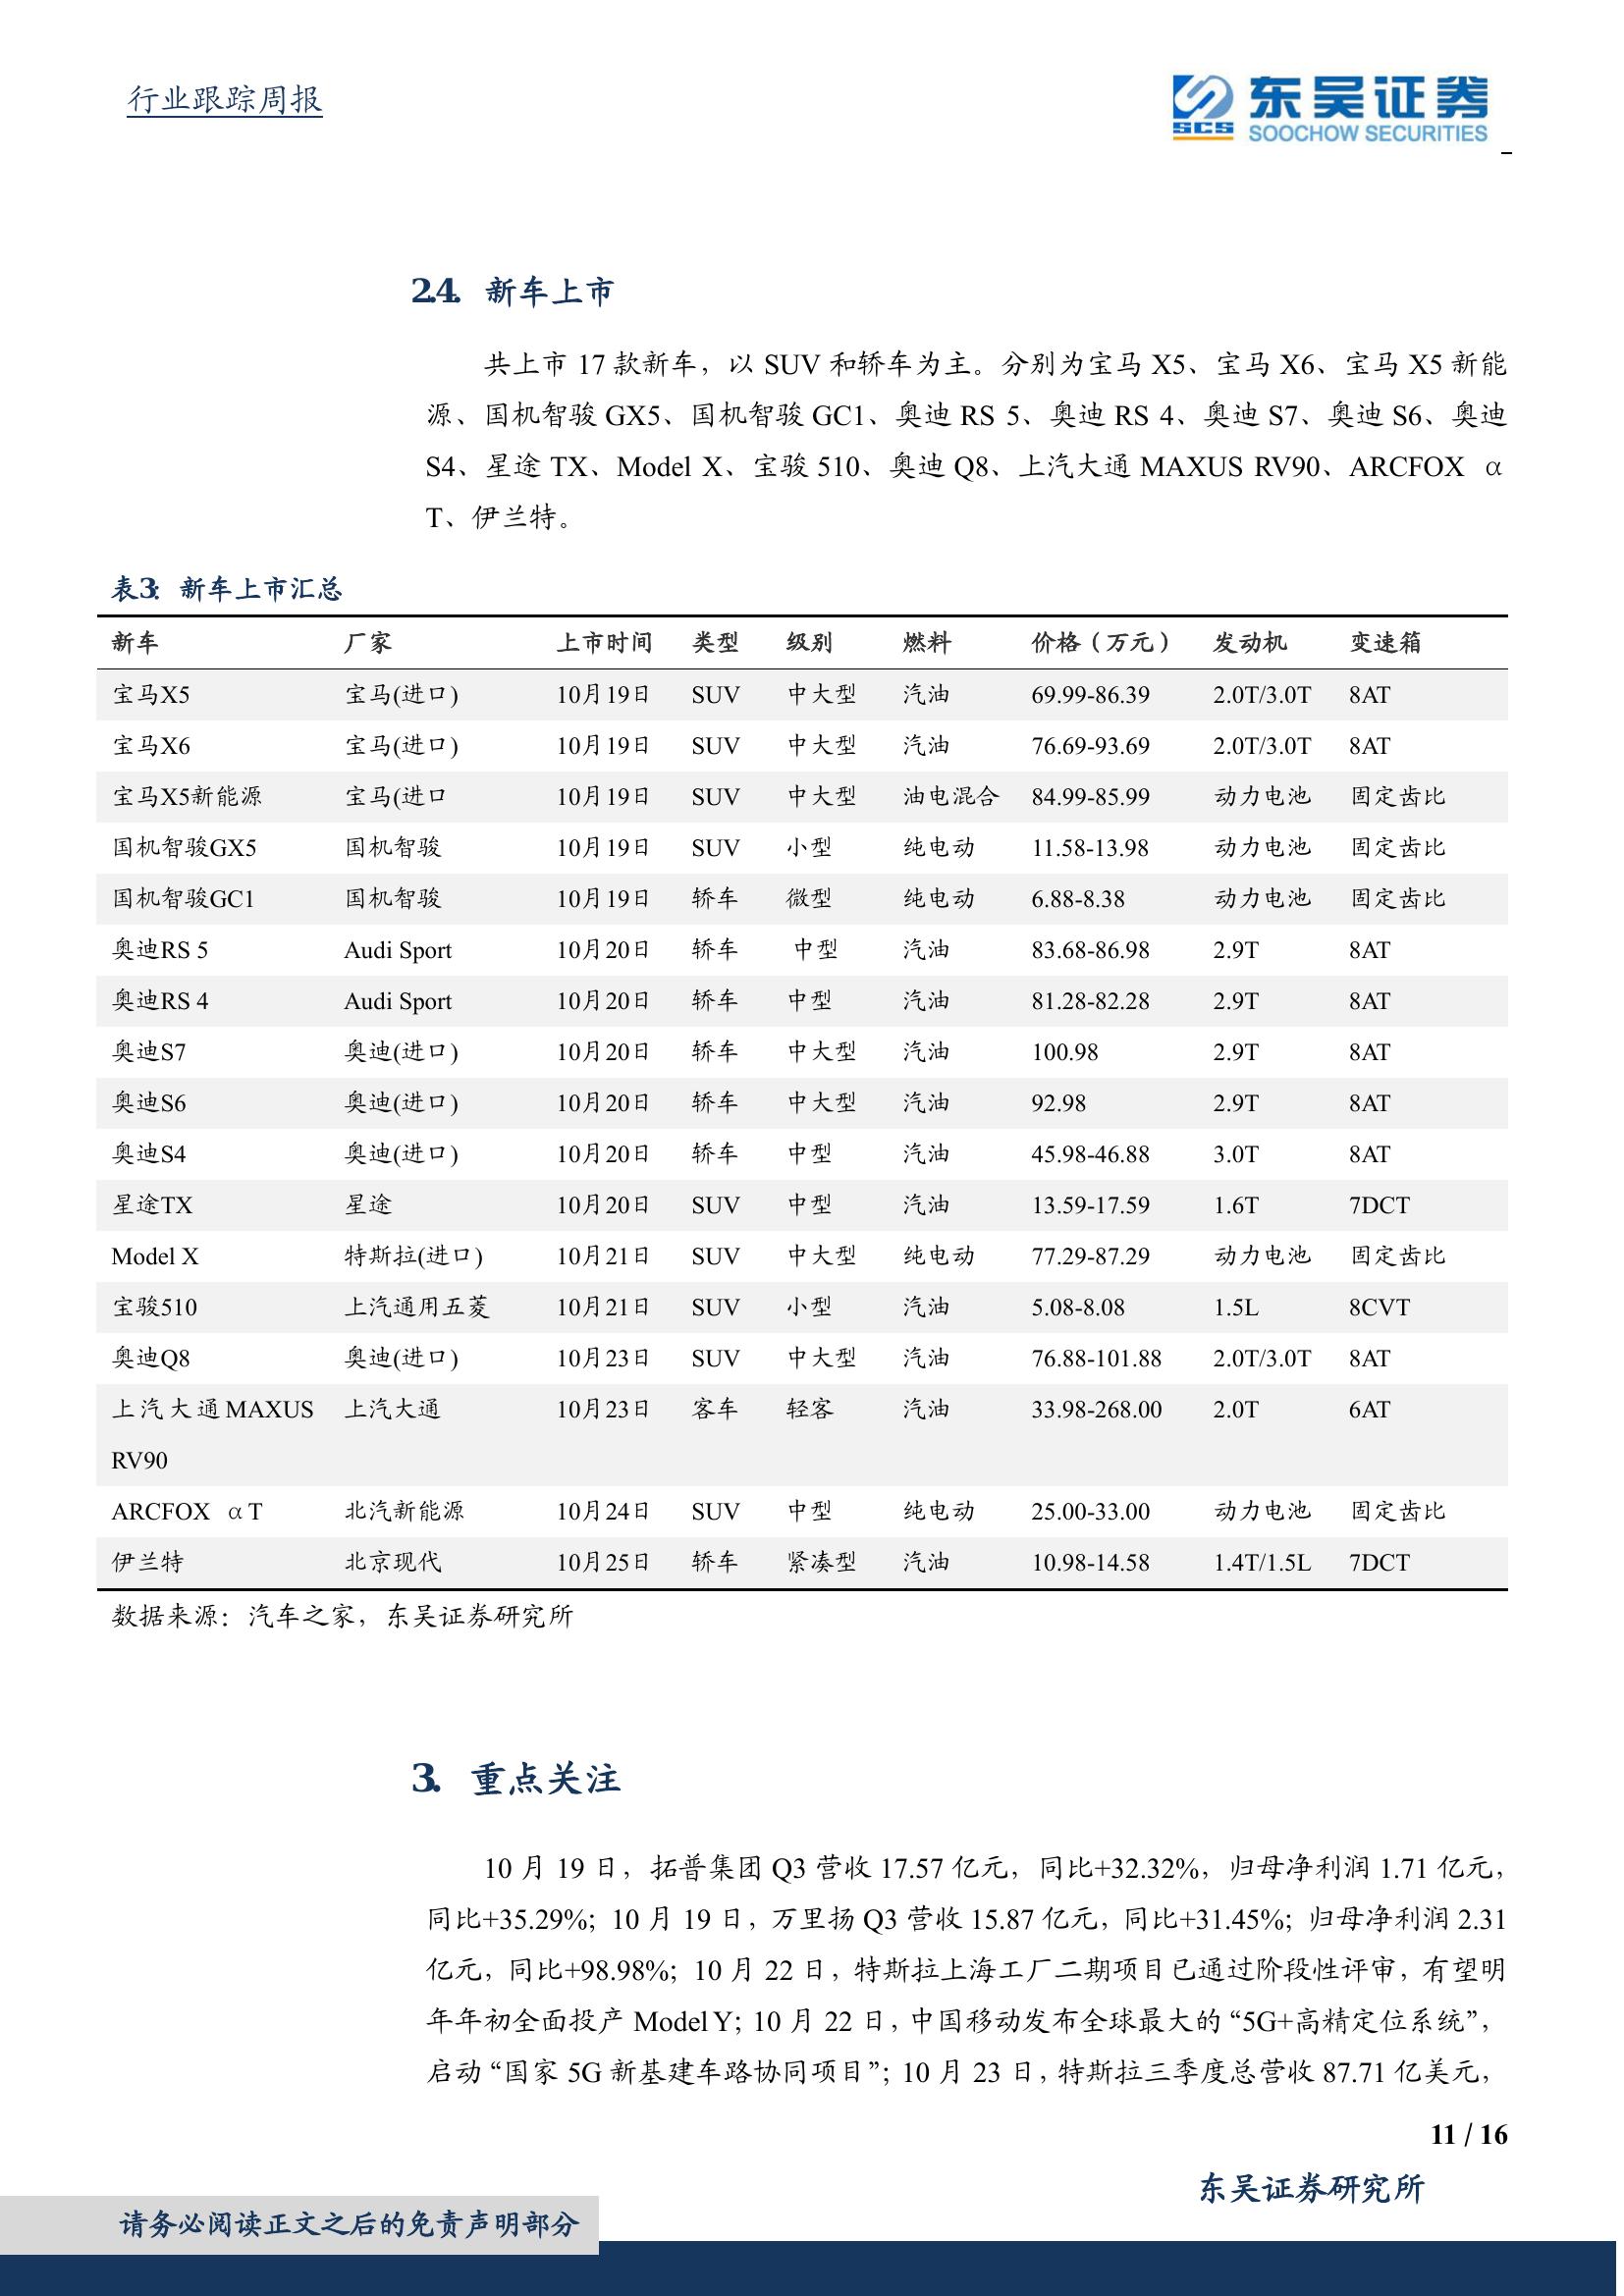 行业跟踪周报
东吴证券
SCS
SOOCHOW SECURITIES
2.4. 新车上市
共上市 17 款新车，以 SUV 和轿车为主。分别为宝马 X5、宝马 X6、宝马 X5 新能
源、国机智骏 GX5、国机智骏 GC1、奥迪 RS 5、奥迪 RS 4、奥迪 S7、奥迪 S6、奥迪
S4、星途 TX、Model X、宝骏 510、奥迪 Q8、上汽大通 MAXUS RV90、ARCFOX α
T、伊兰特。
表3：新车上市汇总
新车 厂家 上市时间 类型 级别 燃料 价格（万元） 发动机 变速箱
宝马X5 宝马(进口) 10月19日 SUV 中大型 汽油 69.99-86.39 2.0T/3.0T 8AT
宝马X6 宝马(进口) 10月19日 SUV 中大型 汽油 76.69-93.69 2.0T/3.0T 8AT
宝马X5新能源 宝马(进口 10月19日 SUV 中大型 油电混合 84.99-85.99 动力电池 固定齿比
国机智骏GX5 国机智骏 10月19日 SUV 小型 纯电动 11.58-13.98 动力电池 固定齿比
国机智骏GC1 国机智骏 10月19日 轿车 微型 纯电动 6.88-8.38 动力电池 固定齿比
奥迪RS 5 Audi Sport 10月20日 轿车 中型 汽油 83.68-86.98 2.9T 8AT
奥迪RS 4 Audi Sport 10月20日 轿车 中型 汽油 81.28-82.28 2.9T 8AT
奥迪S7 奥迪(进口) 10月20日 轿车 中大型 汽油 100.98 2.9T 8AT
奥迪S6 奥迪(进口) 10月20日 轿车 中大型 汽油 92.98 2.9T 8AT
奥迪S4 奥迪(进口) 10月20日 轿车 中型 汽油 45.98-46.88 3.0T 8AT
星途TX 星途 10月20日 SUV 中型 汽油 13.59-17.59 1.6T 7DCT
Model X 特斯拉(进口) 10月21日 SUV 中大型 纯电动 77.29-87.29 动力电池 固定齿比
宝骏510 上汽通用五菱 10月21日 SUV 小型 汽油 5.08-8.08 1.5L 8CVT
奥迪Q8 奥迪(进口) 10月23日 SUV 中大型 汽油 76.88-101.88 2.0T/3.0T 8AT
上汽大通MAXUS 上汽大通 10月23日 客车 轻客 汽油 33.98-268.00 2.0T 6AT
RV90
ARCFOX αT 北汽新能源 10月24日 SUV 中型 纯电动 25.00-33.00 动力电池 固定齿比
伊兰特 北京现代 10月25日 轿车 紧凑型 汽油 10.98-14.58 1.4T/1.5L 7DCT
数据来源：汽车之家，东吴证券研究所
3. 重点关注
10 月 19 日，拓普集团 Q3 营收 17.57 亿元，同比+32.32%，归母净利润 1.71 亿元，
同比+35.29%；10 月 19 日，万里扬 Q3 营收 15.87 亿元，同比+31.45%；归母净利润 2.31
亿元，同比+98.98%；10 月 22 日，特斯拉上海工厂二期项目已通过阶段性评审，有望明
年年初全面投产 Model Y；10 月 22 日，中国移动发布全球最大的“5G+高精定位系统”，
启动“国家 5G 新基建车路协同项目”；10 月 23 日，特斯拉三季度总营收 87.71 亿美元，
11 / 16
东吴证券研究所
请务必阅读正文之后的免责声明部分